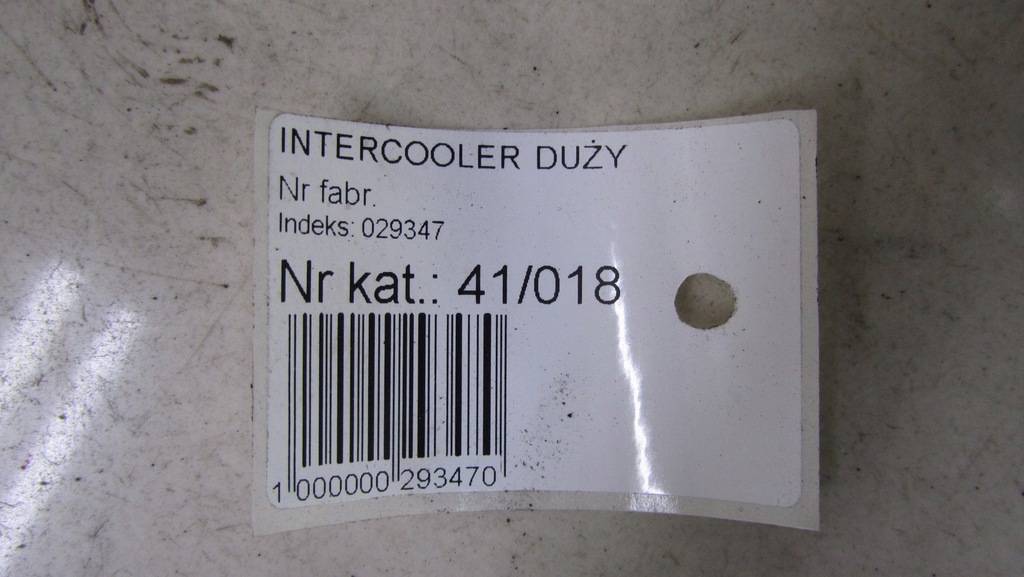 INTERCOOLER DUŻY
Nr fabr.
Indeks: 029347
Nr kat.: 41/018
1 000000 293470